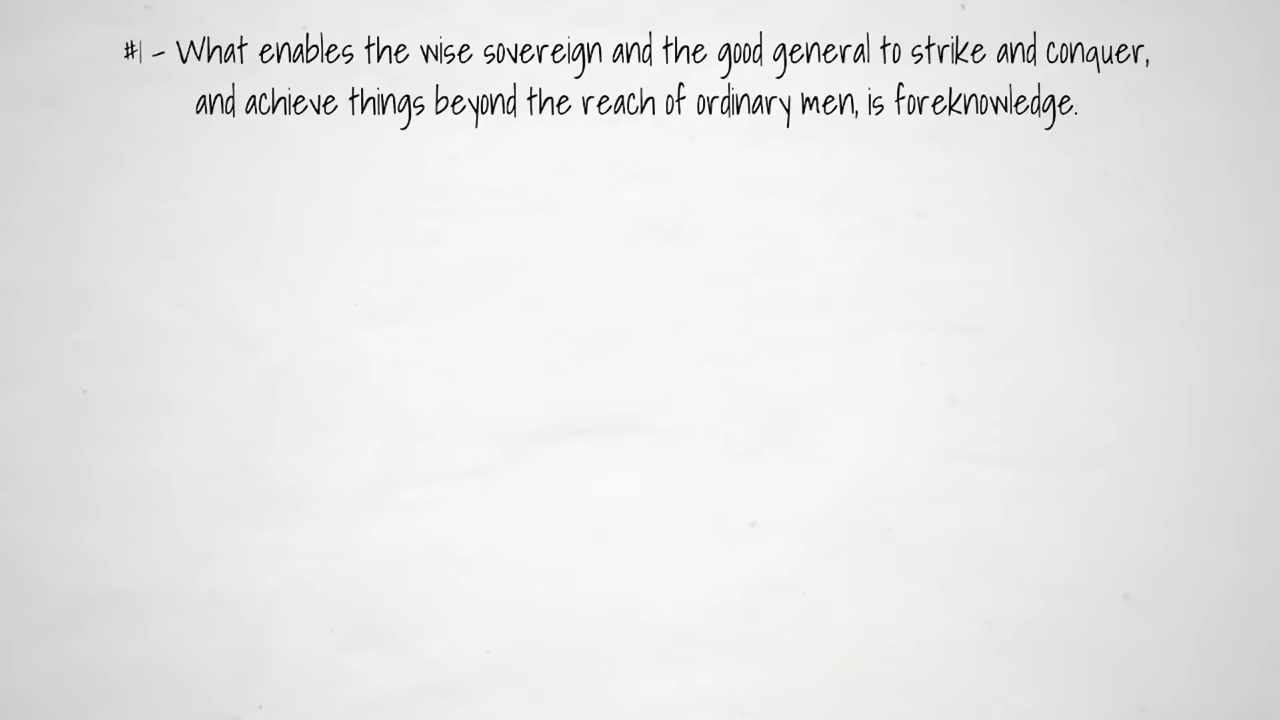 #1 - What enables the wise sovereign and the good general to strike and conquer,
and achieve things beyond the reach of ordinary men, is foreknowledge.